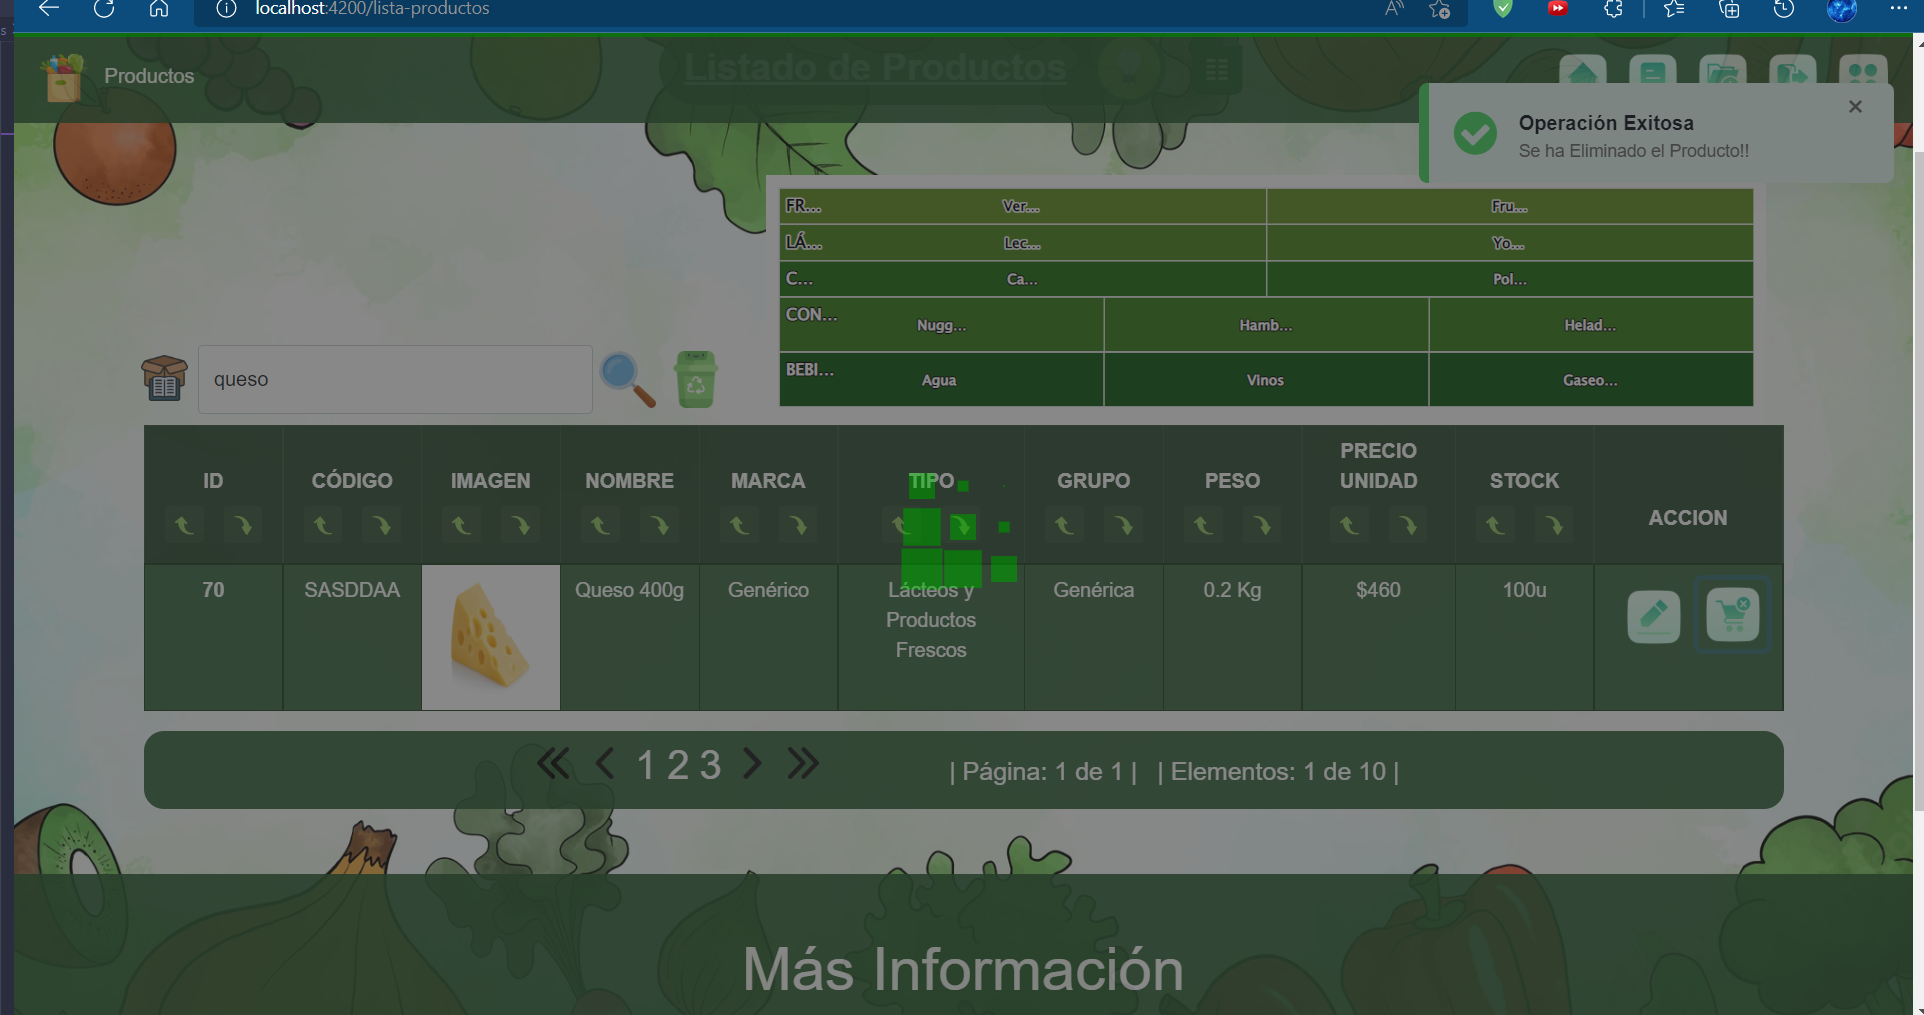 localhost:4200/lista-productos
Productos
Listado de Productos
Operación Exitosa
Se ha Eliminado el Producto!!
FR... Ver... Fru...
LÁ... Lec... Yo...
C... Ca... Pol...
CON... Nugg... Hamb... Helad...
BEBI... Agua Vinos Gaseo...
queso
ID CÓDIGO IMAGEN NOMBRE MARCA TIPO GRUPO PESO PRECIO UNIDAD STOCK ACCION
70 SASDDAA Queso 400g Genérico Lácteos y Genérica 0.2 Kg $460 100u
Productos
Frescos
1 2 3
| Página: 1 de 1 | | Elementos: 1 de 10 |
Más Información